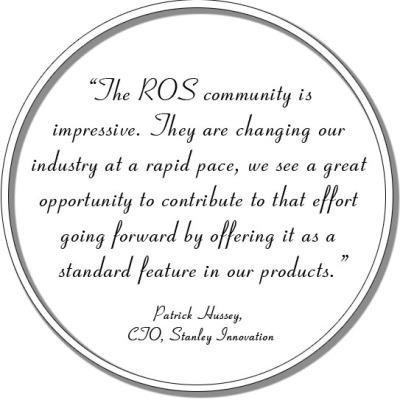 “The ROS community is
impressive. They are changing our
industry at a rapid pace, we see a great
opportunity to contribute to that effort
going forward by offering it as a
standard feature in our products.”
Patrick Hussey,
CTO, Stanley Innovation